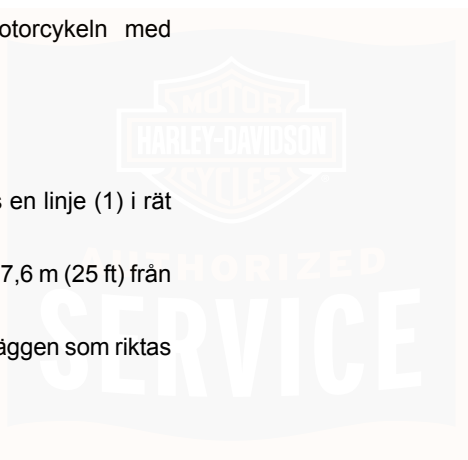 otorcykeln med
MOTOR
HARLEY-DAVIDSON
CYCLES
s en linje (1) i rät
AUTHORIZED
7,6 m (25 ft) från
SERVICE
äggen som riktas